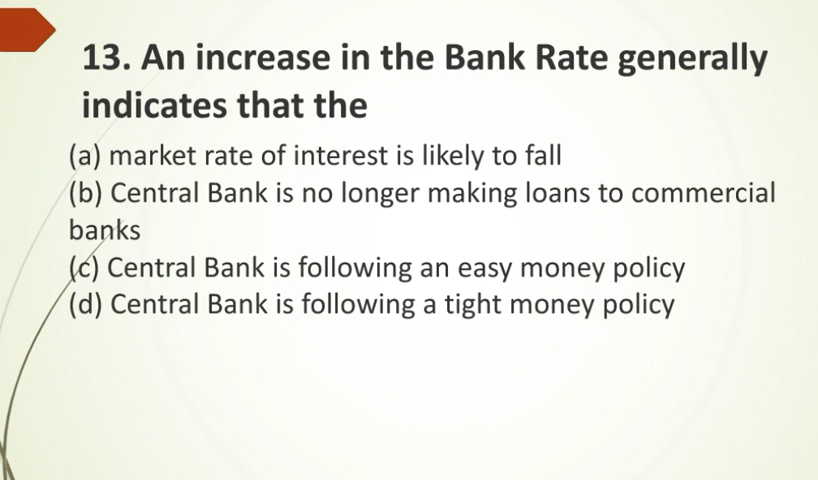 13. An increase in the Bank Rate generally
indicates that the
(a) market rate of interest is likely to fall
(b) Central Bank is no longer making loans to commercial
banks
(c) Central Bank is following an easy money policy
(d) Central Bank is following a tight money policy